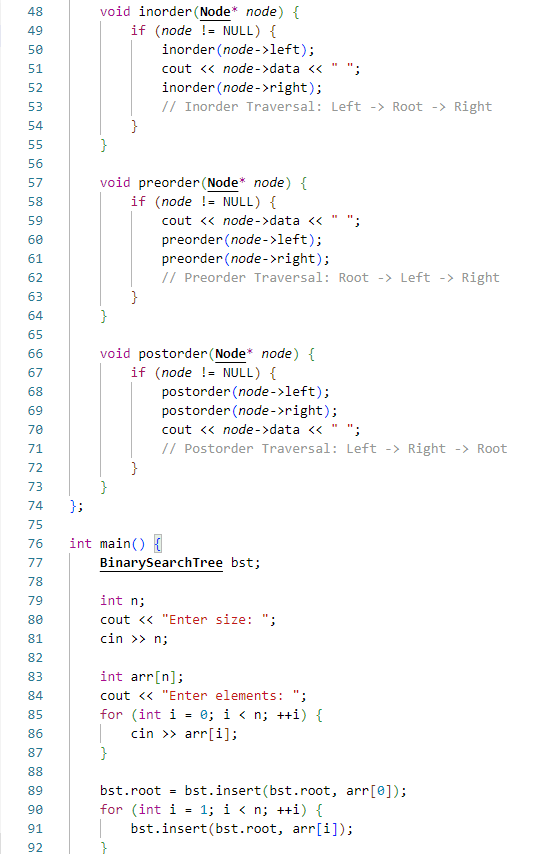 48 void inorder(Node* node) {
49 if (node != NULL) {
50 inorder(node->left);
51 cout << node->data << " ";
52 inorder(node->right);
53 // Inorder Traversal: Left -> Root -> Right
54 }
55 }
56
57 void preorder(Node* node) {
58 if (node != NULL) {
59 cout << node->data << " ";
60 preorder(node->left);
61 preorder(node->right);
62 // Preorder Traversal: Root -> Left -> Right
63 }
64 }
65
66 void postorder(Node* node) {
67 if (node != NULL) {
68 postorder(node->left);
69 postorder(node->right);
70 cout << node->data << " ";
71 // Postorder Traversal: Left -> Right -> Root
72 }
73 }
74 };
75
76 int main() {
77 BinarySearchTree bst;
78
79 int n;
80 cout << "Enter size: ";
81 cin >> n;
82
83 int arr[n];
84 cout << "Enter elements: ";
85 for (int i = 0; i < n; ++i) {
86 cin >> arr[i];
87 }
88
89 bst.root = bst.insert(bst.root, arr[0]);
90 for (int i = 1; i < n; ++i) {
91 bst.insert(bst.root, arr[i]);
92 }